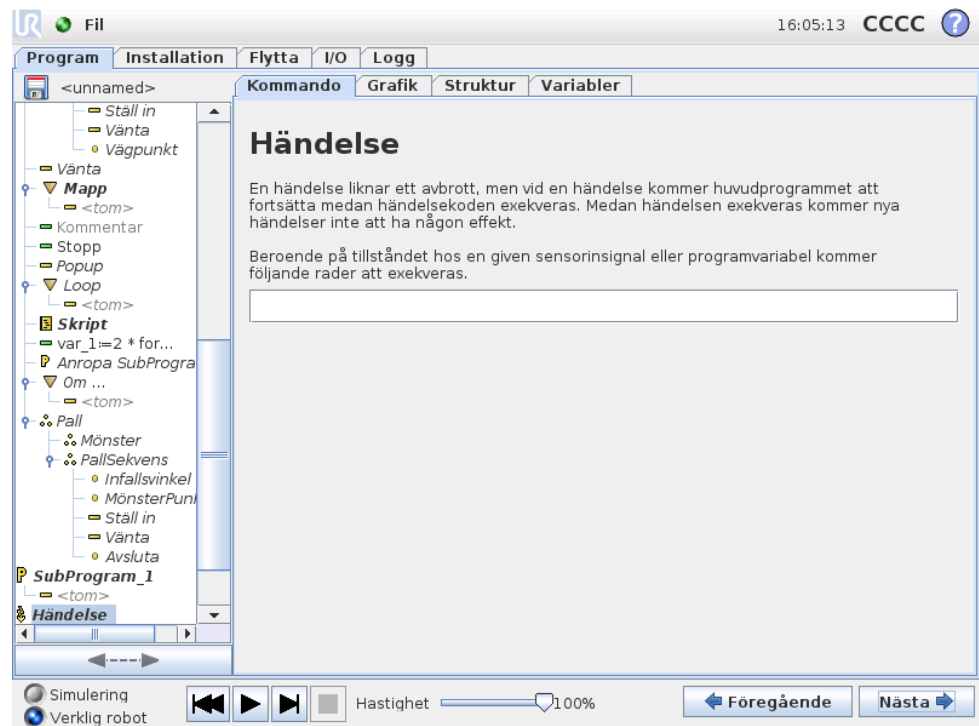 UR Fil 16:05:13 CCCC ?
Program Installation Flytta I/O Logg
<unnamed>
Kommando Grafik Struktur Variabler
Ställ in
Vänta
Vägpunkt
Vänta
Mapp
<tom>
Kommentar
Stopp
Popup
Loop
<tom>
Skript
var_1:=2 * for...
Anropa SubProgra
Om ...
<tom>
Pall
Mönster
PallSekvens
Infallsvinkel
MönsterPunk
Ställ in
Vänta
Avsluta
P SubProgram_1
<tom>
Händelse
Händelse
En händelse liknar ett avbrott, men vid en händelse kommer huvudprogrammet att
fortsätta medan händelsekoden exekveras. Medan händelsen exekveras kommer nya
händelser inte att ha någon effekt.
Beroende på tillståndet hos en given sensorinsignal eller programvariabel kommer
följande rader att exekveras.
Simulering
Verklig robot
Hastighet 100%
Föregående Nästa